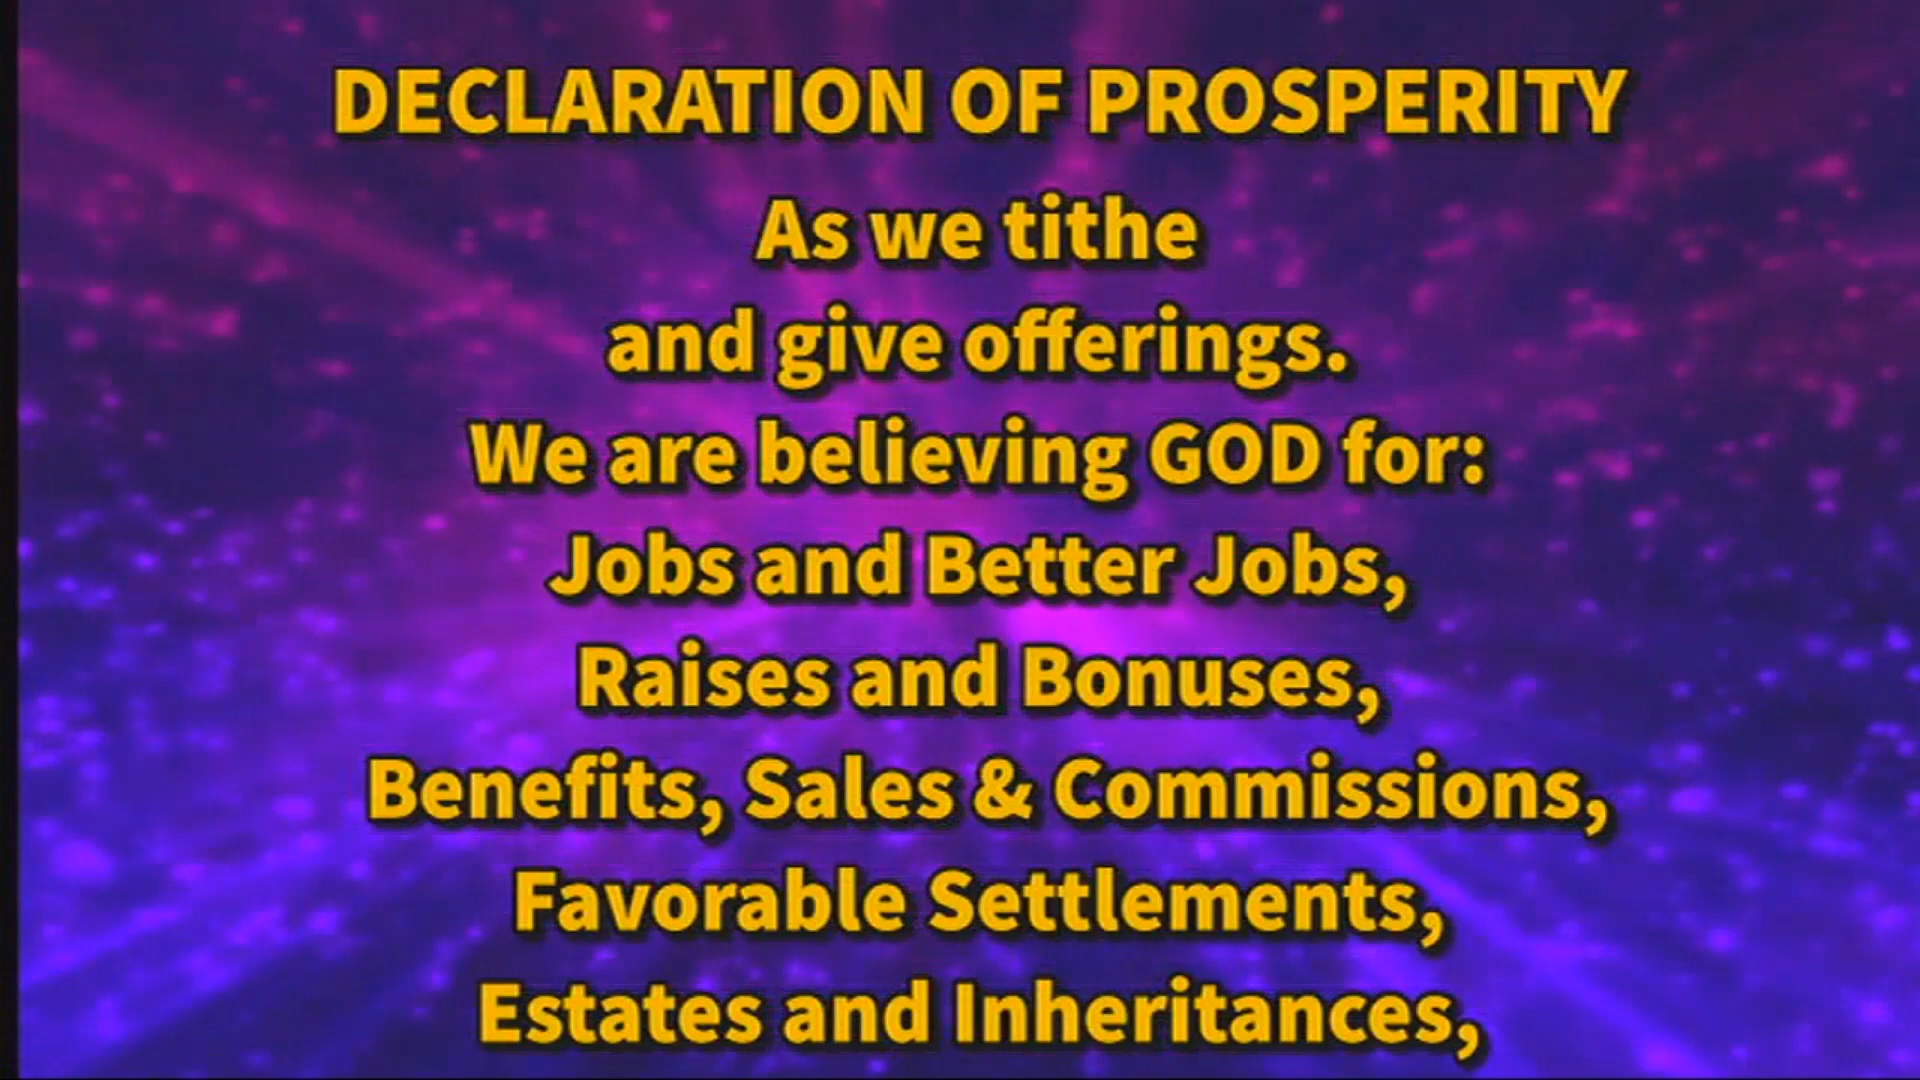 DECLARATION OF PROSPERITY
As we tithe
and give offerings.
We are believing GOD for:
Jobs and Better Jobs,
Raises and Bonuses,
Benefits, Sales & Commissions,
Favorable Settlements,
Estates and Inheritances,